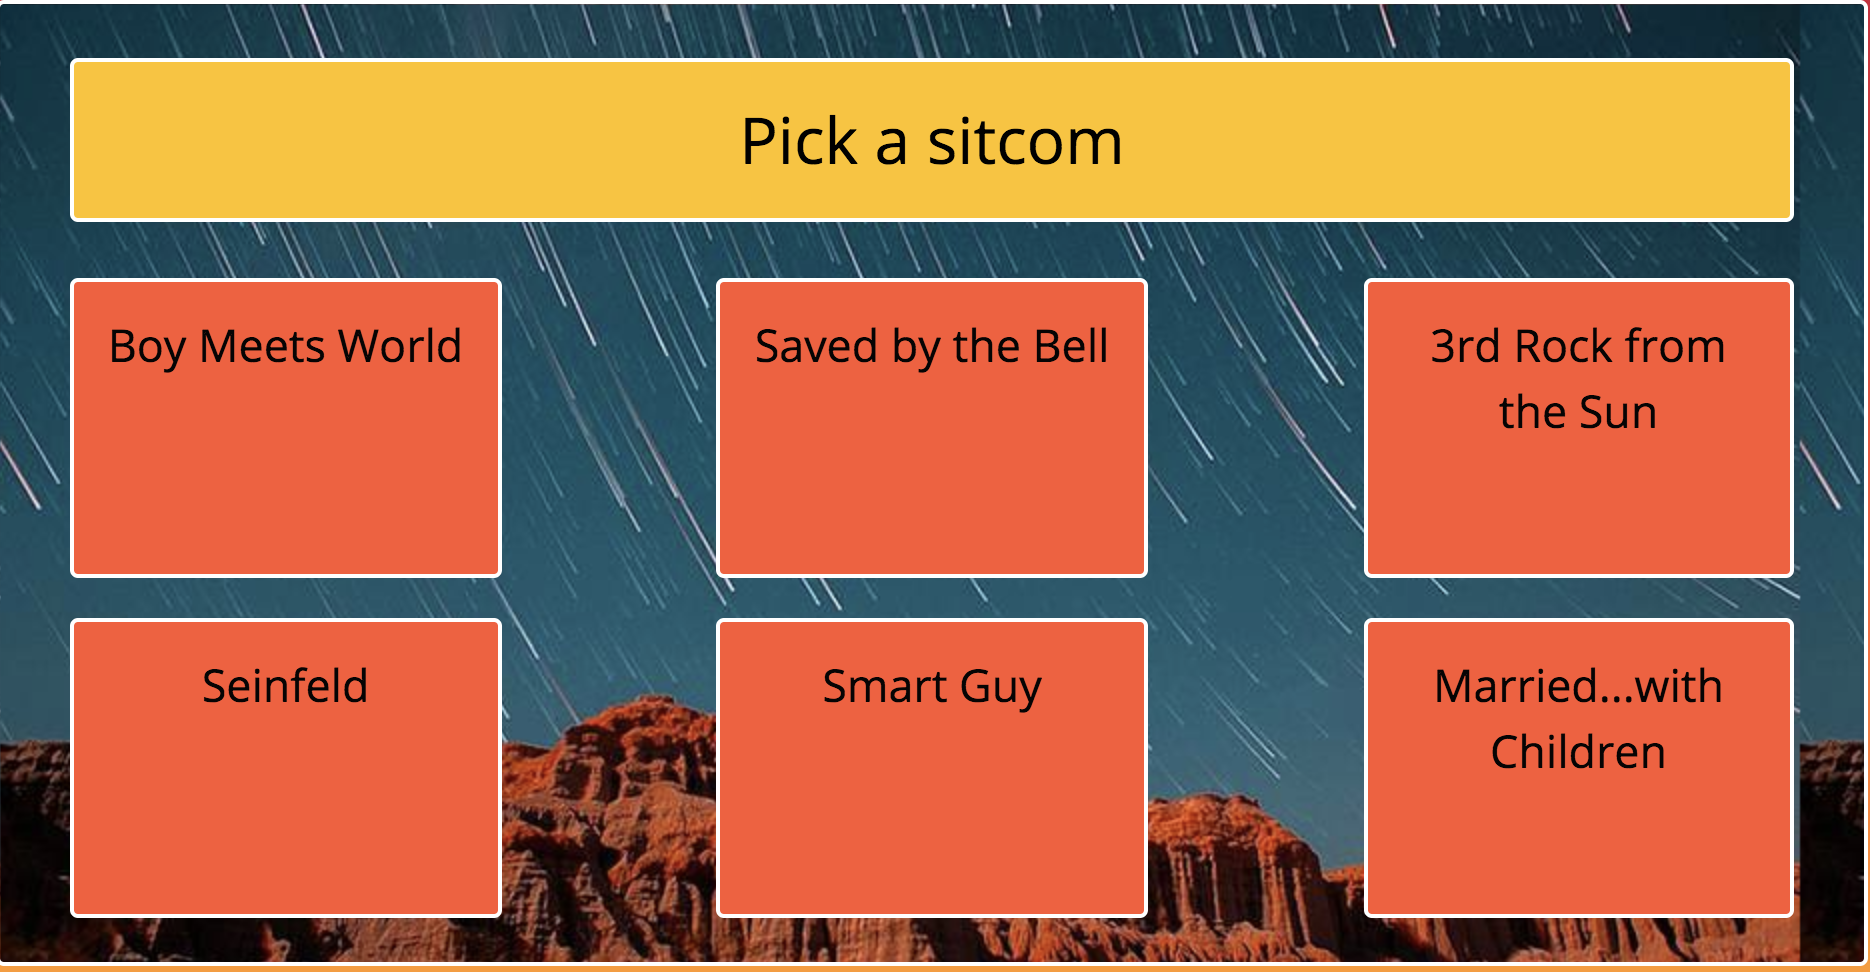 Pick a sitcom
Boy Meets World
Saved by the Bell
3rd Rock from
the Sun
Seinfeld
Smart Guy
Married...with
Children